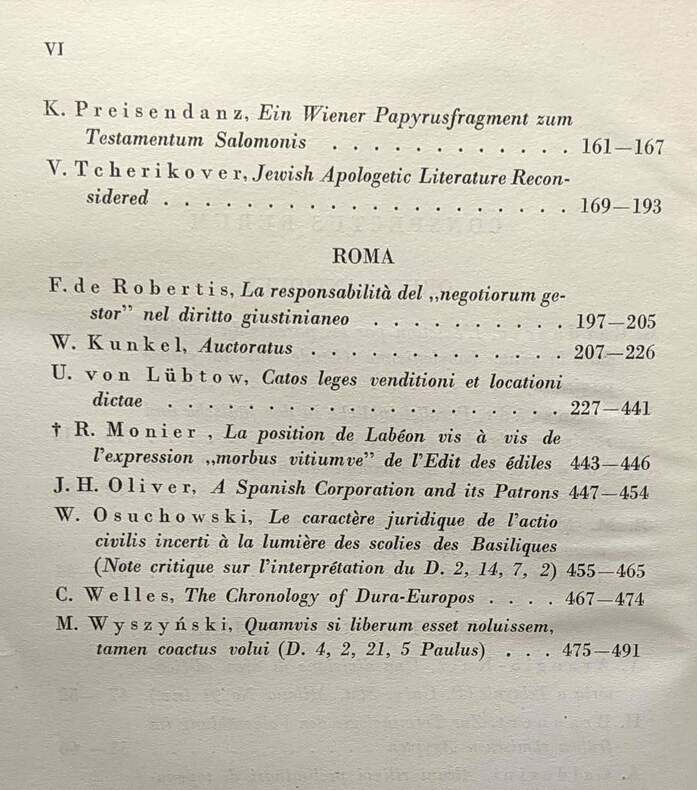 VI
K. Preisendanz, Ein Wiener Papyrusfragment zum
Testamentum Salomonis . . . . . . . . . . . . 161—167
V. Tcherikover, Jewish Apologetic Literature Recon-
sidered . . . . . . . . . . . . . . . . . . . . 169—193
ROMA
F. de Robertis, La responsabilità del „negotiorum ge-
stor” nel diritto giustinianeo . . . . . . . . . . 197—205
W. Kunkel, Auctoratus . . . . . . . . . . . . . 207—226
U. von Lübtow, Catos leges venditioni et locationi
dictae . . . . . . . . . . . . . . . . . . . . 227—441
† R. Monier , La position de Labéon vis à vis de
l'expression „morbus vitiumve” de l'Edit des édiles 443—446
J. H. Oliver, A Spanish Corporation and its Patrons 447—454
W. Osuchowski, Le caractère juridique de l'actio
civilis incerti à la lumière des scolies des Basiliques
(Note critique sur l'interprétation du D. 2, 14, 7, 2) 455—465
C. Welles, The Chronology of Dura-Europos . . . . 467—474
M. Wyszyński, Quamvis si liberum esset noluissem,
tamen coactus volui (D. 4, 2, 21, 5 Paulus) . . . 475—491